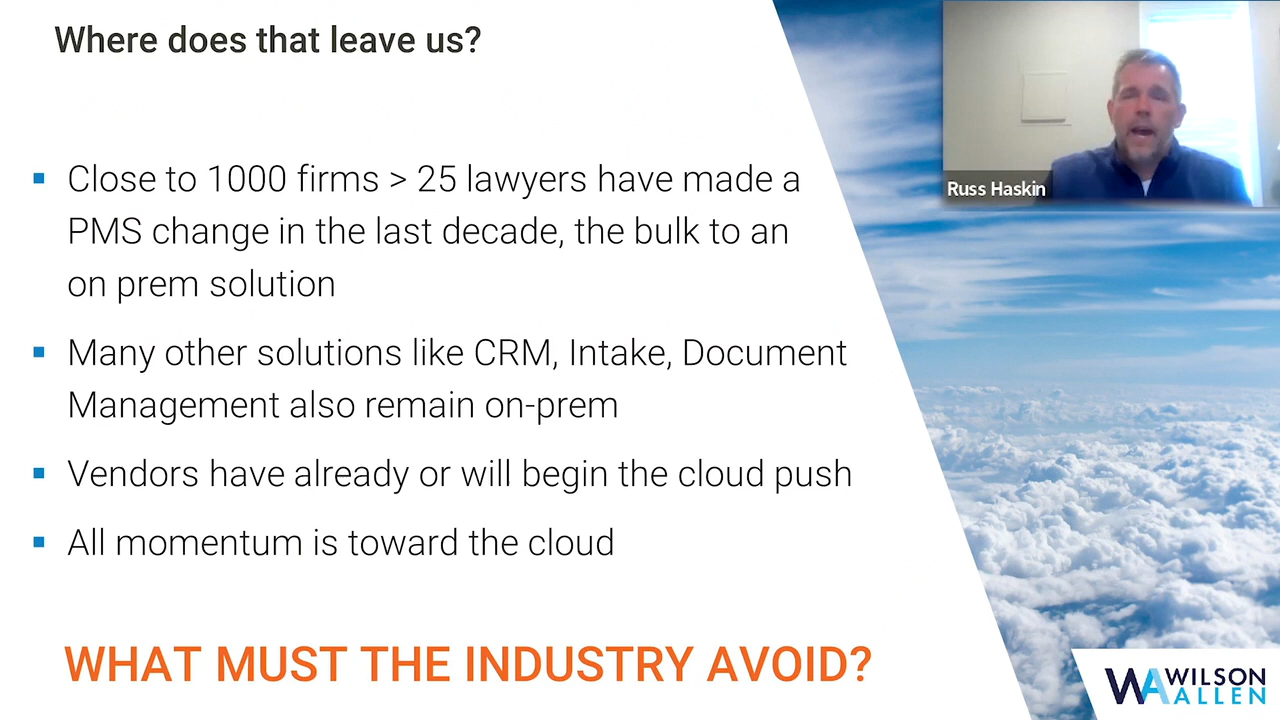 Where does that leave us?
Close to 1000 firms > 25 lawyers have made a
PMS change in the last decade, the bulk to an
on prem solution
Many other solutions like CRM, Intake, Document
Management also remain on-prem
Vendors have already or will begin the cloud push
All momentum is toward the cloud
WHAT MUST THE INDUSTRY AVOID?
Russ Haskin
WA WILSON
ALLEN